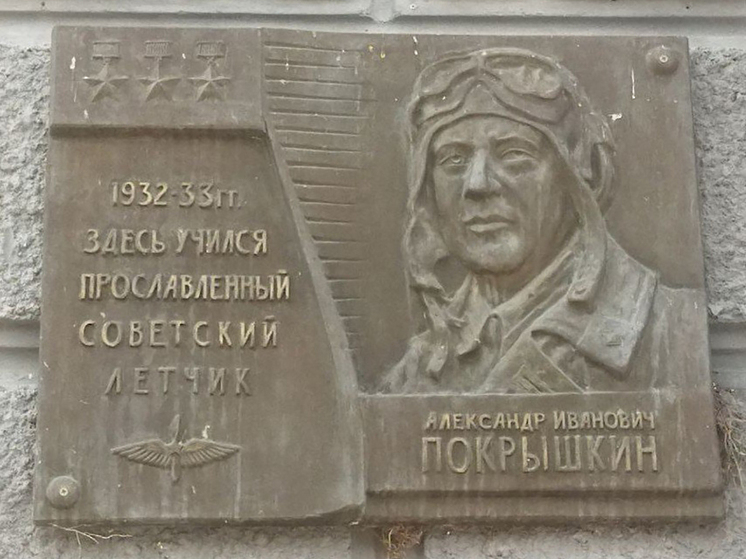 1932-33гг.
ЗДЕСЬ УЧИЛСЯ
ПРОСЛАВЛЕННЫЙ
СОВЕТСКИЙ
ЛЕТЧИК
АЛЕКСАНДР ИВАНОВИЧ
ПОКРЫШКИН